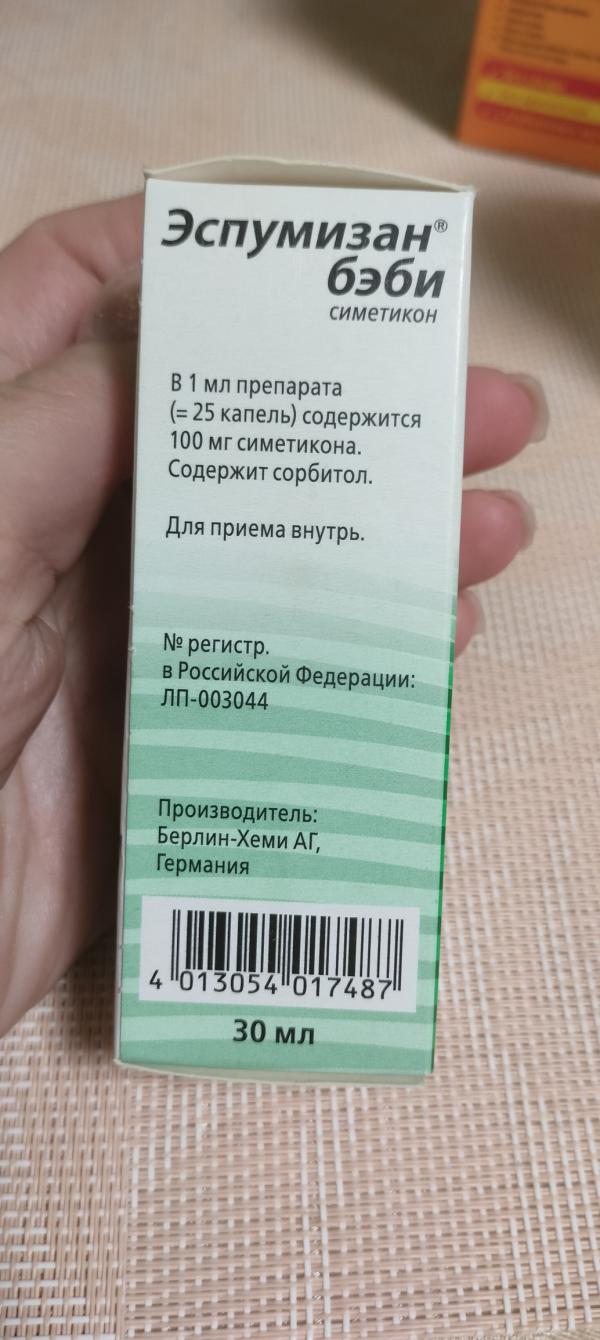 Эспумизан®
бэби
симетикон
В 1 мл препарата
(= 25 капель) содержится
100 мг симетикона.
Содержит сорбитол.
Для приема внутрь.
№ регистр.
в Российской Федерации:
ЛП-003044
Производитель:
Берлин-Хеми АГ,
Германия
4 013054 017487
30 мл